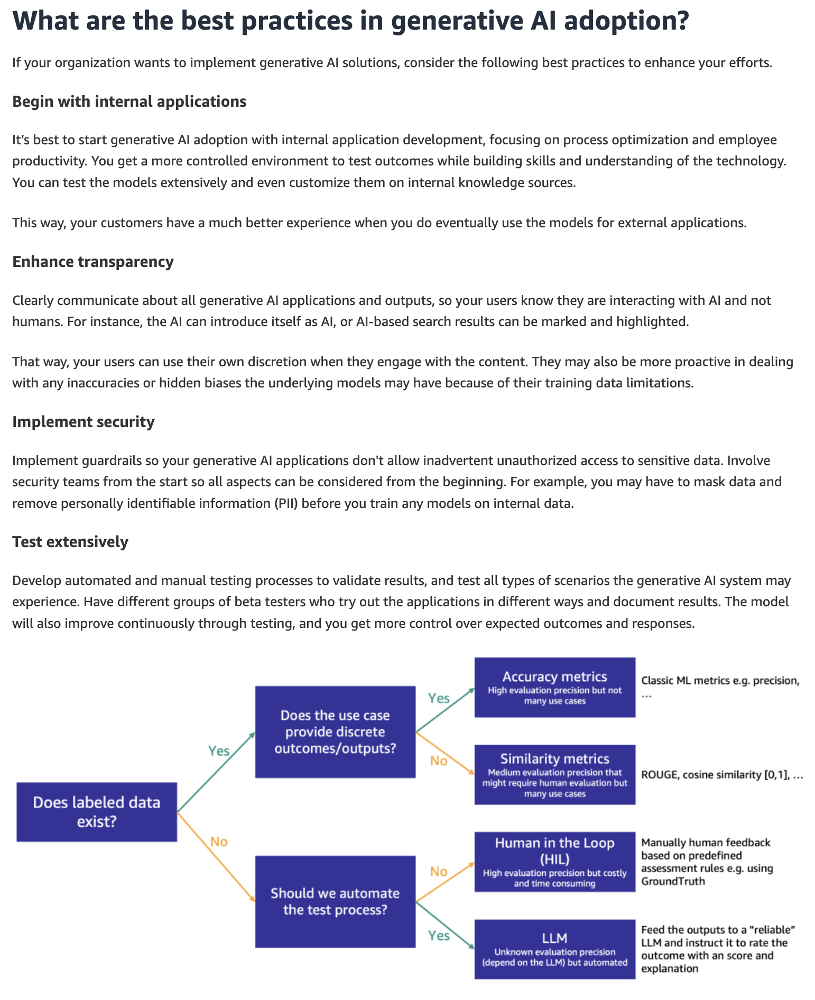 What are the best practices in generative AI adoption?
If your organization wants to implement generative AI solutions, consider the following best practices to enhance your efforts.
Begin with internal applications
It’s best to start generative AI adoption with internal application development, focusing on process optimization and employee
productivity. You get a more controlled environment to test outcomes while building skills and understanding of the technology.
You can test the models extensively and even customize them on internal knowledge sources.
This way, your customers have a much better experience when you do eventually use the models for external applications.
Enhance transparency
Clearly communicate about all generative AI applications and outputs, so your users know they are interacting with AI and not
humans. For instance, the AI can introduce itself as AI, or AI-based search results can be marked and highlighted.
That way, your users can use their own discretion when they engage with the content. They may also be more proactive in dealing
with any inaccuracies or hidden biases the underlying models may have because of their training data limitations.
Implement security
Implement guardrails so your generative AI applications don't allow inadvertent unauthorized access to sensitive data. Involve
security teams from the start so all aspects can be considered from the beginning. For example, you may have to mask data and
remove personally identifiable information (PII) before you train any models on internal data.
Test extensively
Develop automated and manual testing processes to validate results, and test all types of scenarios the generative AI system may
experience. Have different groups of beta testers who try out the applications in different ways and document results. The model
will also improve continuously through testing, and you get more control over expected outcomes and responses.
Does labeled data
exist?
Yes
No
Does the use case
provide discrete
outcomes/outputs?
Yes
No
Accuracy metrics
High evaluation precision but not
many use cases
Classic ML metrics e.g. precision,
...
Similarity metrics
Medium evaluation precision that
might require human evaluation but
many use cases
ROUGE, cosine similarity [0,1], ...
Should we automate
the test process?
No
Yes
Human in the Loop
(HIL)
High evaluation precision but costly
and time consuming
Manually human feedback
based on predefined
assessment rules e.g. using
GroundTruth
LLM
Unknown evaluation precision
(depend on the LLM) but automated
Feed the outputs to a ”reliable”
LLM and instruct it to rate the
outcome with an score and
explanation